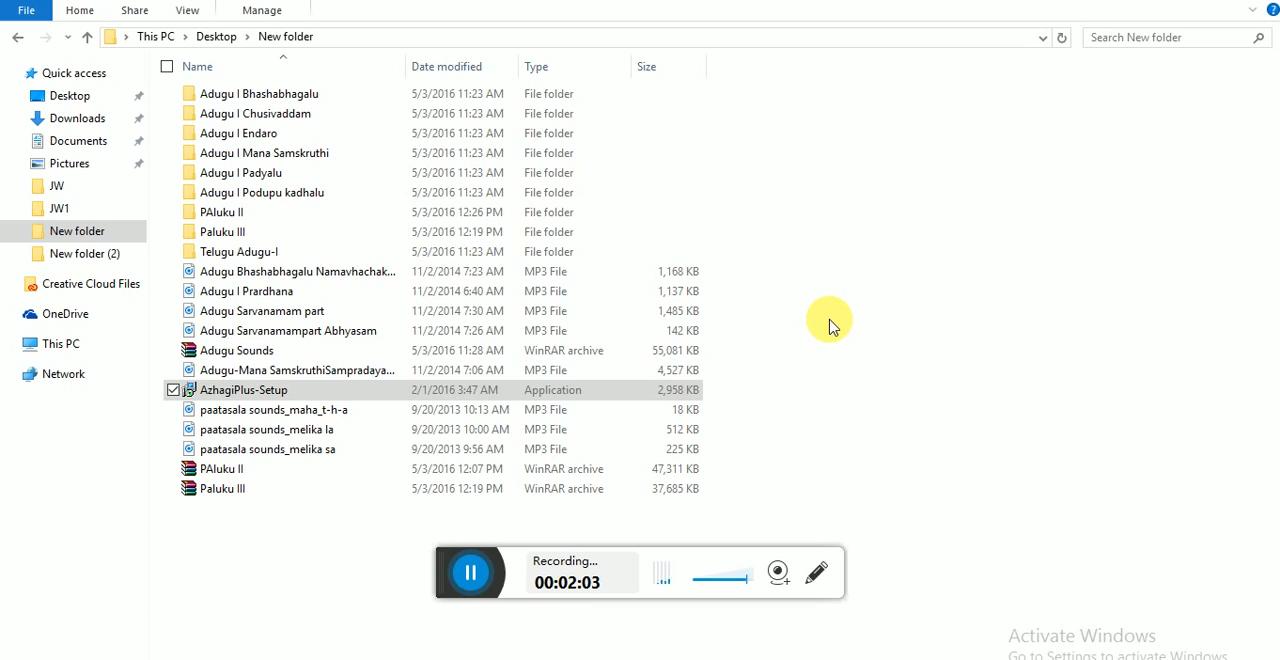 File Home Share View Manage
This PC Desktop New folder Search New folder
Name Date modified Type Size
Quick access
Desktop
Downloads
Documents
Pictures
JW
JW1
New folder
New folder (2)
Creative Cloud Files
OneDrive
This PC
Network
Adugu I Bhashabhagalu 5/3/2016 11:23 AM File folder
Adugu I Chusivaddam 5/3/2016 11:23 AM File folder
Adugu I Endaro 5/3/2016 11:23 AM File folder
Adugu I Mana Samskruthi 5/3/2016 11:23 AM File folder
Adugu I Padyalu 5/3/2016 11:23 AM File folder
Adugu I Podupu kadhalu 5/3/2016 11:23 AM File folder
PAluku II 5/3/2016 12:26 PM File folder
Paluku III 5/3/2016 12:19 PM File folder
Telugu Adugu-I 5/3/2016 11:23 AM File folder
Adugu Bhashabhagalu Namavhachak... 11/2/2014 7:23 AM MP3 File 1,168 KB
Adugu I Prardhana 11/2/2014 6:40 AM MP3 File 1,137 KB
Adugu Sarvanamam part 11/2/2014 7:30 AM MP3 File 1,485 KB
Adugu Sarvanamampart Abhyasam 11/2/2014 7:26 AM MP3 File 142 KB
Adugu Sounds 5/3/2016 11:28 AM WinRAR archive 55,081 KB
Adugu-Mana SamskruthiSampradaya... 11/2/2014 7:06 AM MP3 File 4,527 KB
AzhagiPlus-Setup 2/1/2016 3:47 AM Application 2,958 KB
paatasala sounds_maha_t-h-a 9/20/2013 10:13 AM MP3 File 18 KB
paatasala sounds_melika la 9/20/2013 10:00 AM MP3 File 512 KB
paatasala sounds_melika sa 9/20/2013 9:56 AM MP3 File 225 KB
PAluku II 5/3/2016 12:07 PM WinRAR archive 47,311 KB
Paluku III 5/3/2016 12:19 PM WinRAR archive 37,685 KB
Recording...
00:02:03
Activate Windows
Go to Settings to activate Windows.